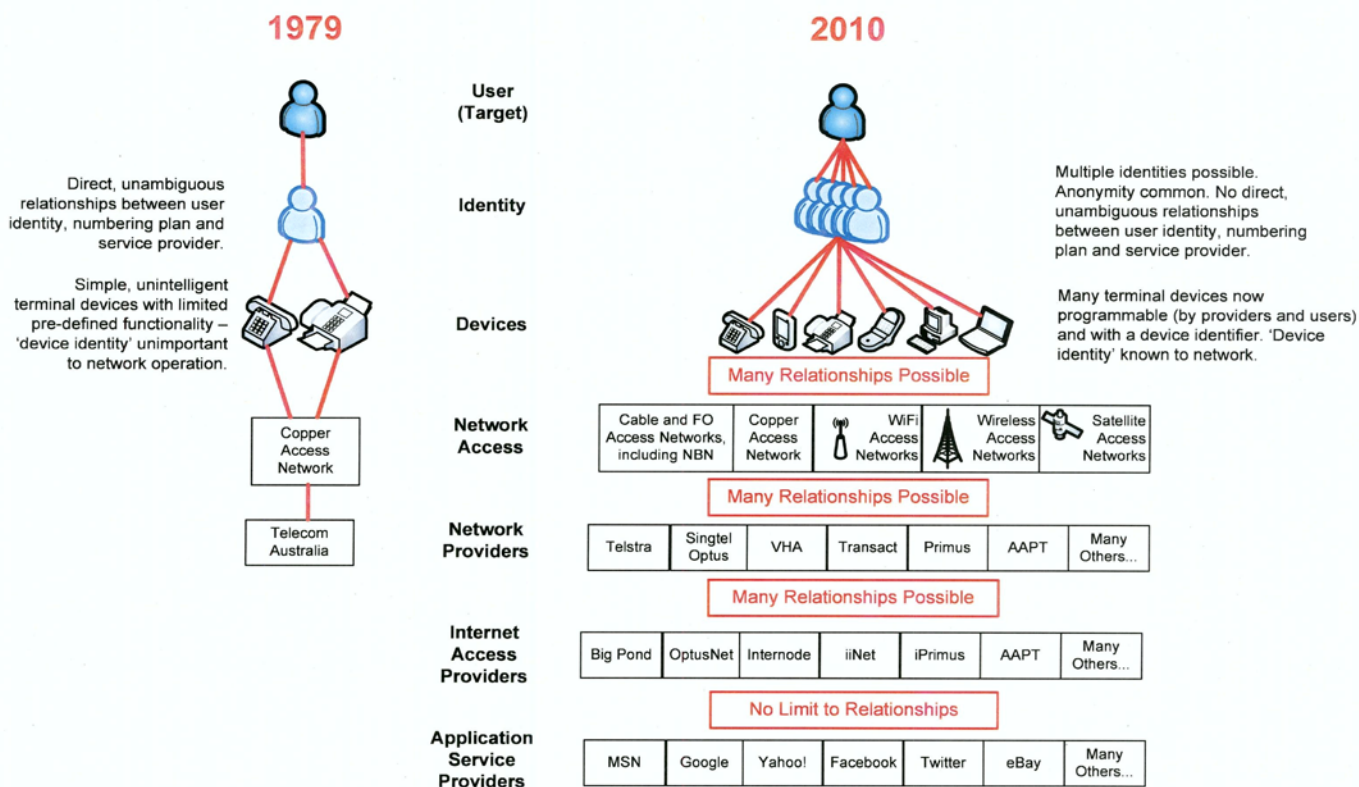 1979
2010
User
(Target)
Direct, unambiguous
relationships between user
identity, numbering plan and
service provider.
Identity
Multiple identities possible.
Anonymity common. No direct,
unambiguous relationships
between user identity, numbering
plan and service provider.
Simple, unintelligent
terminal devices with limited
pre-defined functionality –
'device identity' unimportant
to network operation.
Devices
Many terminal devices now
programmable (by providers and users)
and with a device identifier. 'Device
identity' known to network.
Many Relationships Possible
Copper
Access
Network
Network
Access
Cable and FO
Access Networks,
including NBN
Copper
Access
Network
WiFi
Access
Networks
Wireless
Access
Networks
Satellite
Access
Networks
Many Relationships Possible
Telecom
Australia
Network
Providers
Telstra
Singtel
Optus
VHA
Transact
Primus
AAPT
Many
Others...
Many Relationships Possible
Internet
Access
Providers
Big Pond
OptusNet
Internode
iiNet
iPrimus
AAPT
Many
Others...
No Limit to Relationships
Application
Service
Providers
MSN
Google
Yahoo!
Facebook
Twitter
eBay
Many
Others...